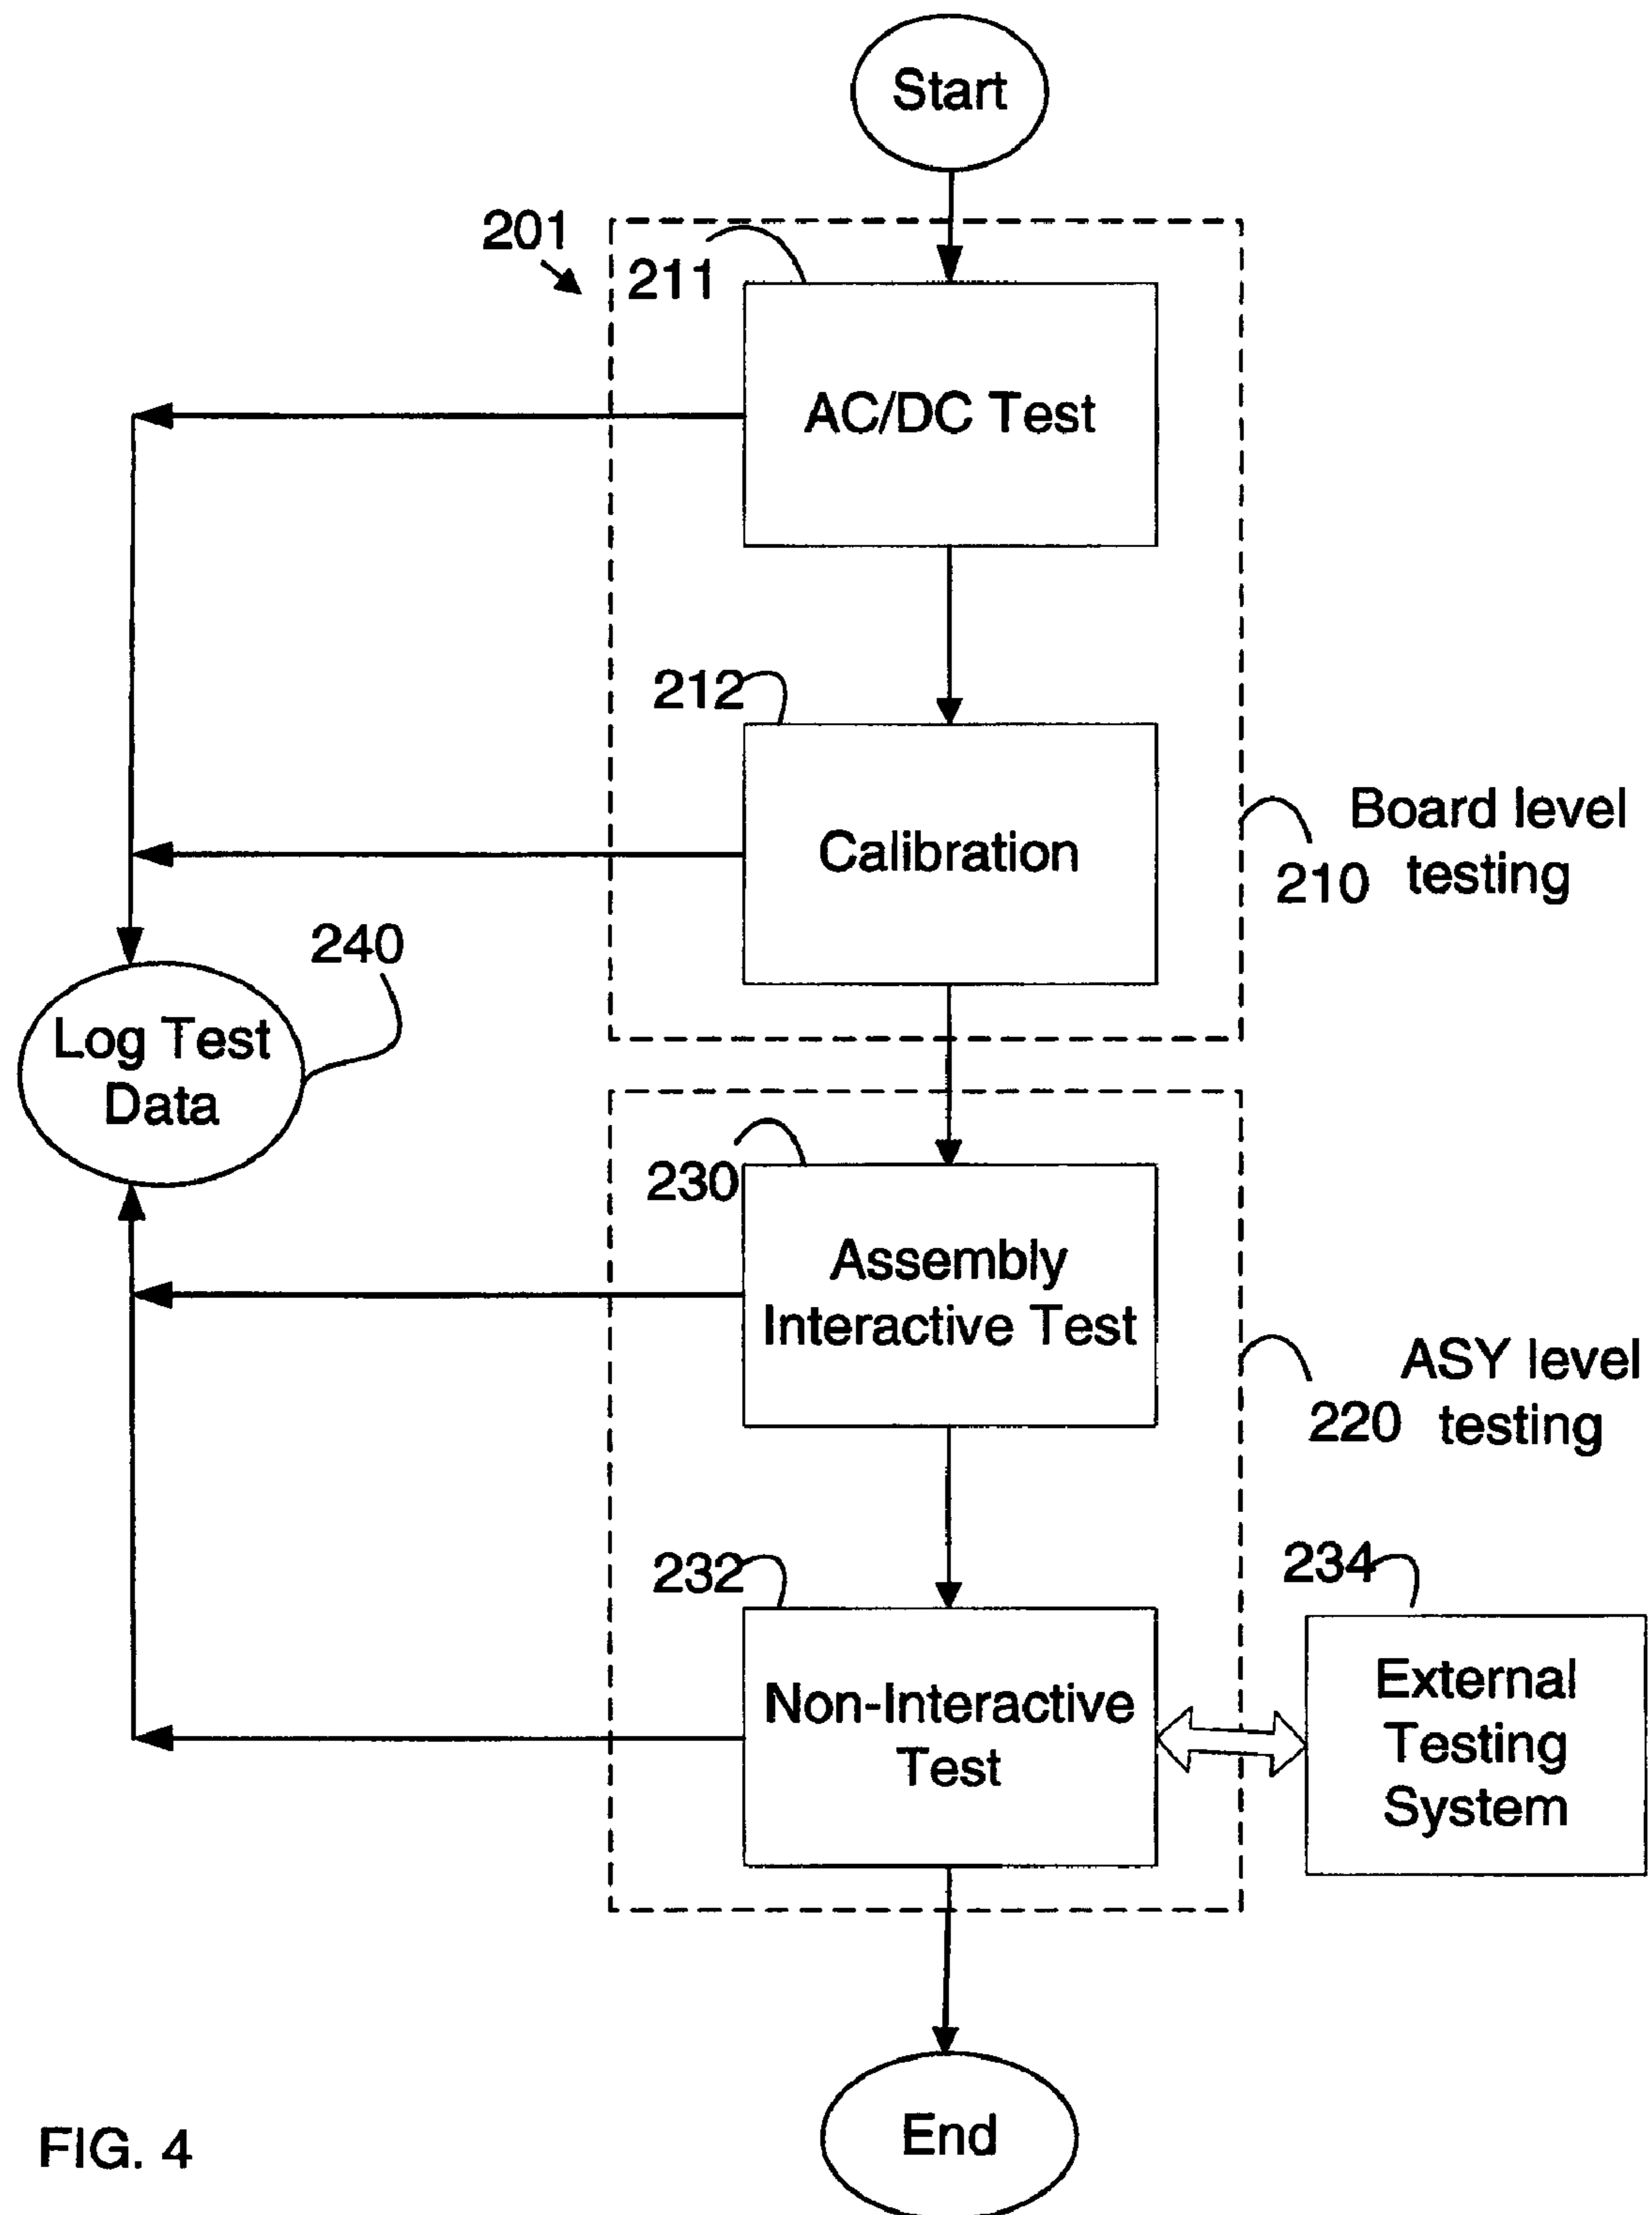 Start
201
211
AC/DC Test
212
Calibration
Board level
210 testing
240
Log Test
Data
230
Assembly
Interactive Test
ASY level
220 testing
232
234
Non-Interactive
Test
External
Testing
System
End
FIG. 4